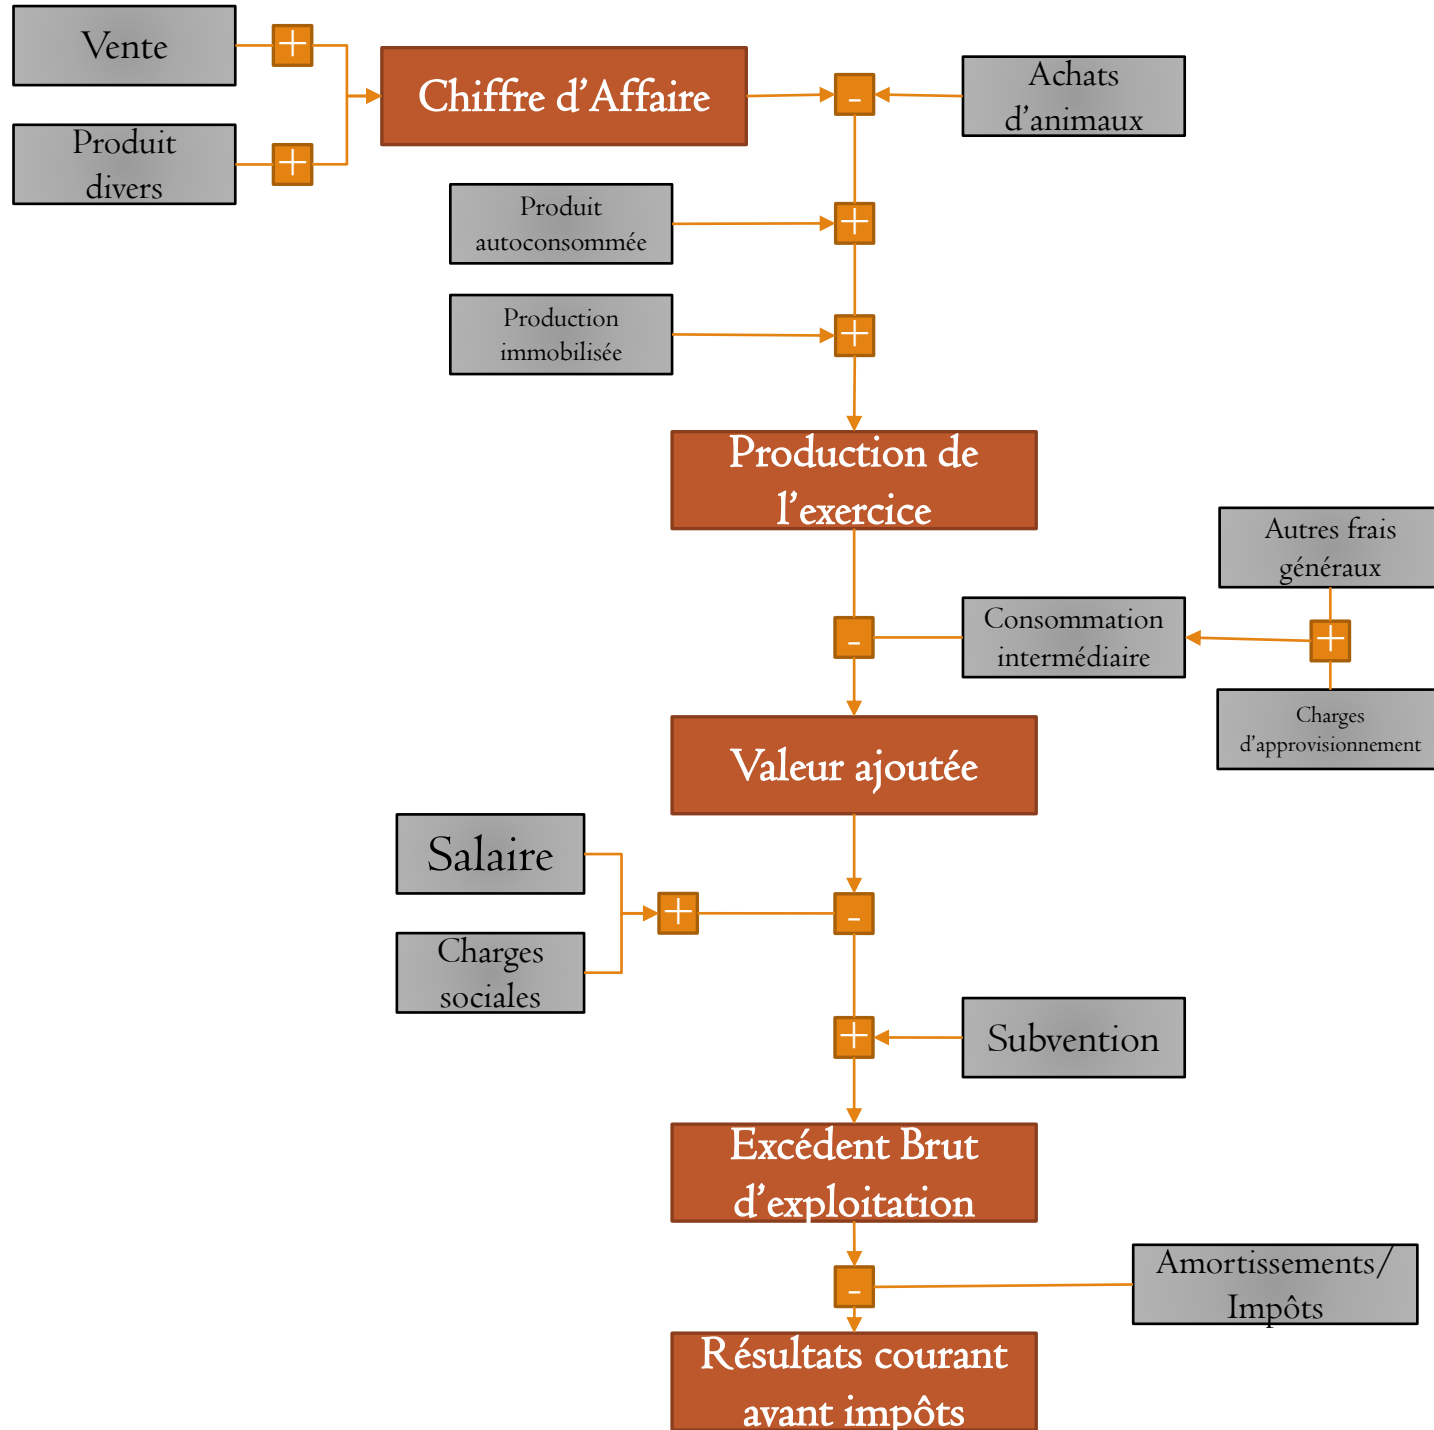 Vente
+
Chiffre d'Affaire
-
Achats
d'animaux
Produit
divers
+
Produit
autoconsommée
+
Production
immobilisée
+
Production de
l'exercice
Autres frais
généraux
-
Consommation
intermédiaire
+
Charges
d'approvisionnement
Valeur ajoutée
Salaire
+
-
Charges
sociales
+
Subvention
Excédent Brut
d'exploitation
-
Amortissements/
Impôts
Résultats courant
avant impôts